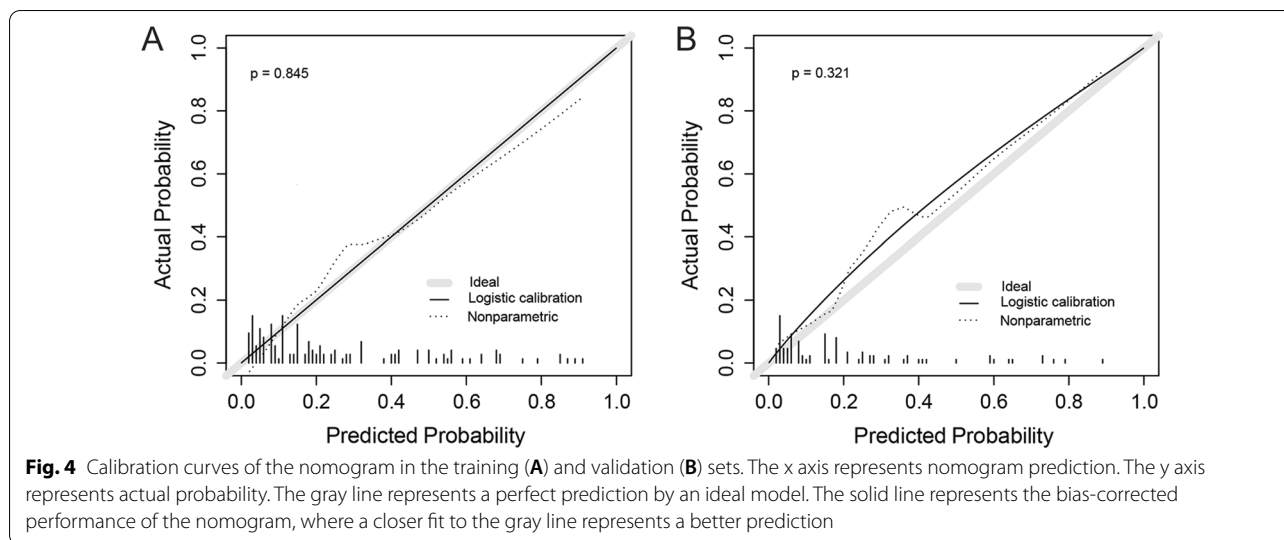 A
B
p = 0.845
p = 0.321
Actual Probability
0.0 0.2 0.4 0.6 0.8 1.0
Ideal
Logistic calibration
Nonparametric
0.0 0.2 0.4 0.6 0.8 1.0
Predicted Probability
Actual Probability
0.0 0.2 0.4 0.6 0.8 1.0
Ideal
Logistic calibration
Nonparametric
0.0 0.2 0.4 0.6 0.8 1.0
Predicted Probability
Fig. 4 Calibration curves of the nomogram in the training (A) and validation (B) sets. The x axis represents nomogram prediction. The y axis
represents actual probability. The gray line represents a perfect prediction by an ideal model. The solid line represents the bias-corrected
performance of the nomogram, where a closer fit to the gray line represents a better prediction